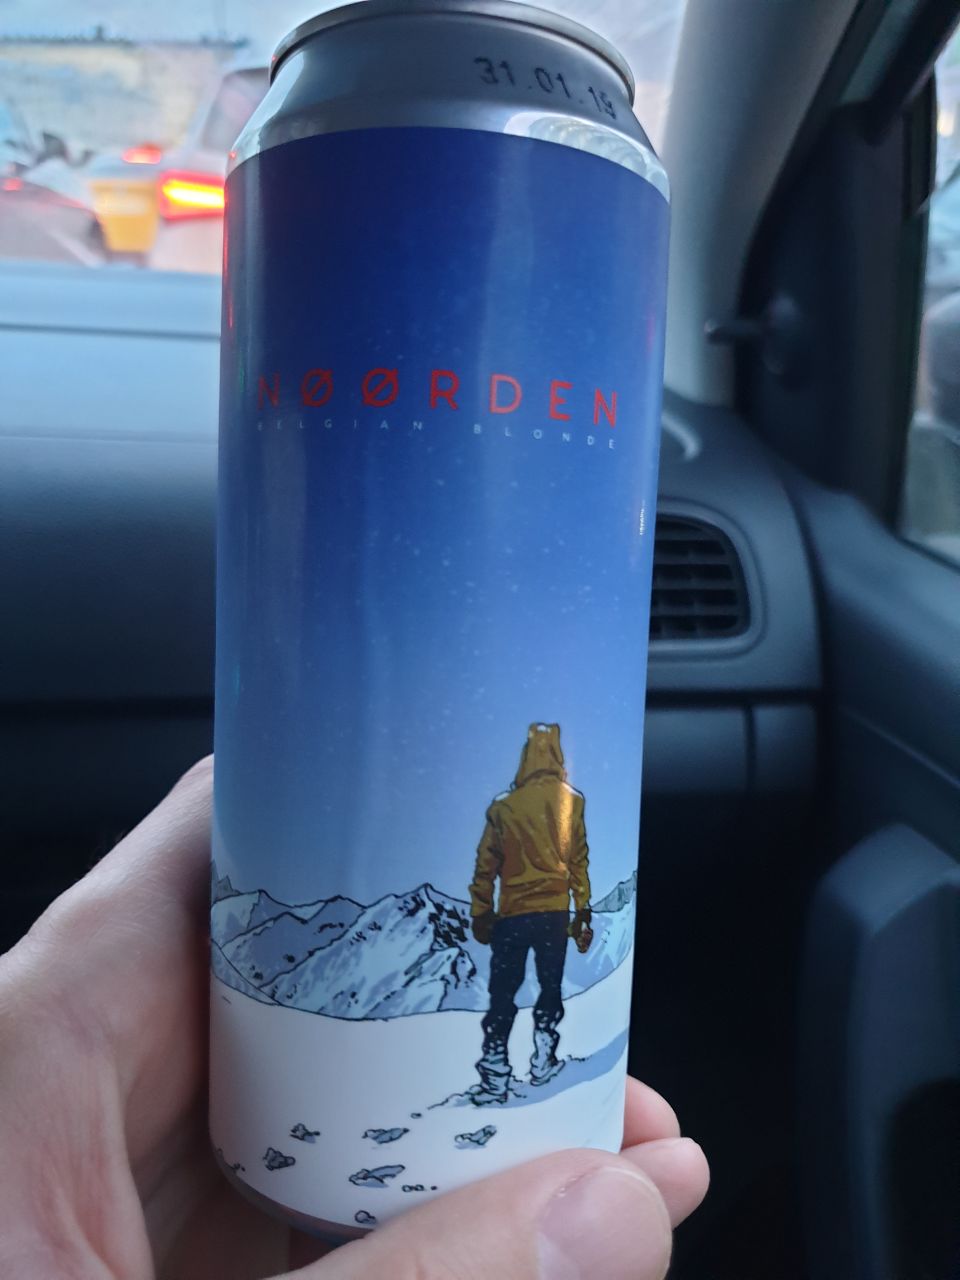 31.01.19
NØØRDEN
BELGIAN BLONDE